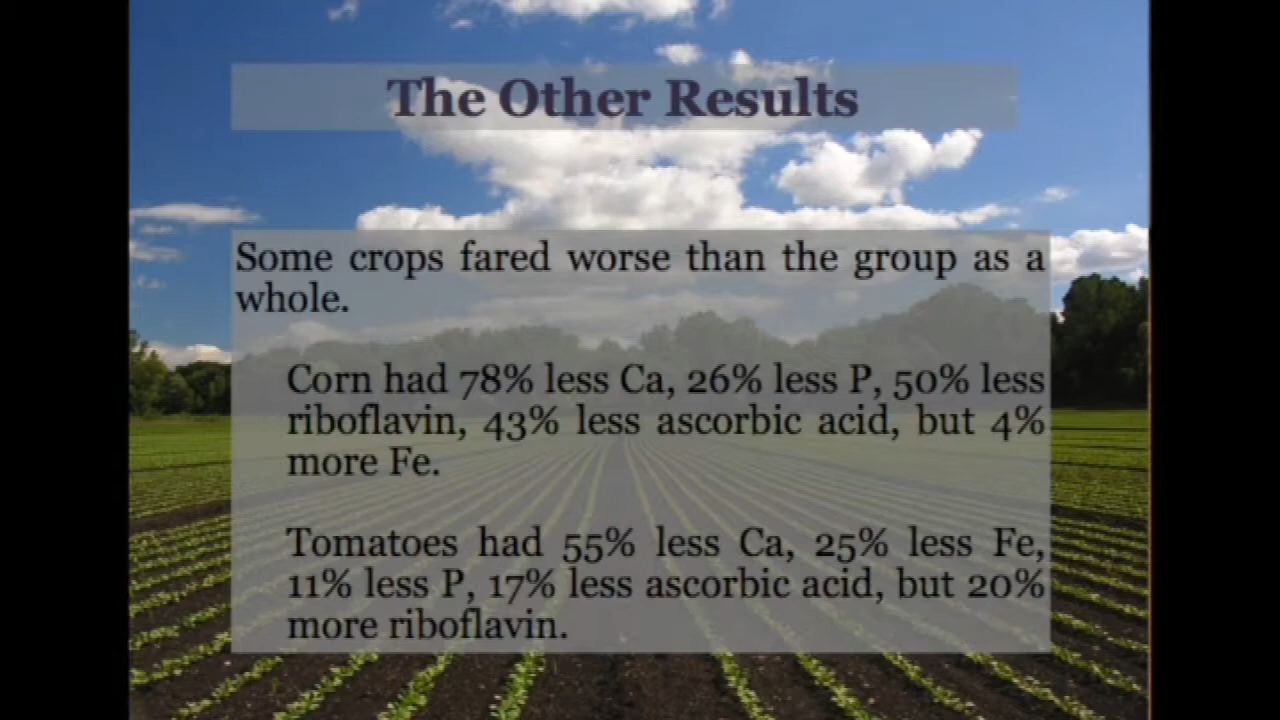 The Other Results
Some crops fared worse than the group as a
whole.
Corn had 78% less Ca, 26% less P, 50% less
riboflavin, 43% less ascorbic acid, but 4%
more Fe.
Tomatoes had 55% less Ca, 25% less Fe,
11% less P, 17% less ascorbic acid, but 20%
more riboflavin.